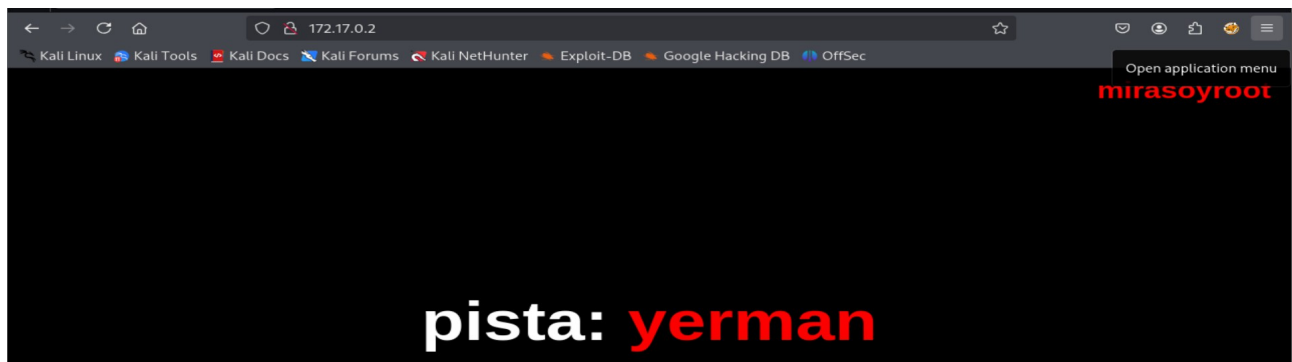 172.17.0.2
Kali Linux Kali Tools Kali Docs Kali Forums Kali NetHunter Exploit-DB Google Hacking DB OffSec
Open application menu
mirasoyroot
pista: yerman